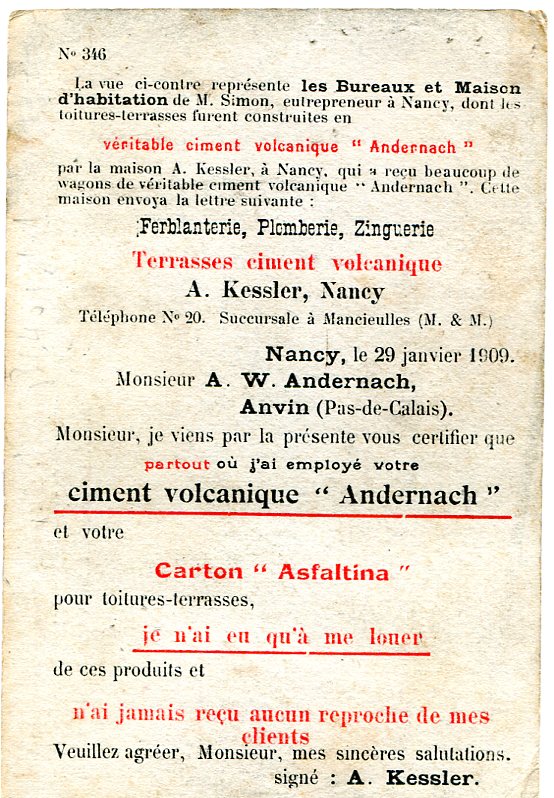 No 346
La vue ci-contre représente les Bureaux et Maison
d'habitation de M. Simon, eutrepreneur à Nancy, dont les
toitures-terrasses furent construites en
véritable ciment volcanique " Andernach "
par la maison A. Kessler, à Nancy, qui a reçu beaucoup de
wagons de véritable ciment volcanique " Andernach ". Cette
maison envoya la lettre suivante :
Ferblanterie, Plomberie, Zinguerie
Terrasses ciment volcanique
A. Kessler, Nancy
Téléphone No 20. Succursale à Mancieulles (M. & M.)
Nancy, le 29 janvier 1909.
Monsieur A. W. Andernach,
Anvin (Pas-de-Calais).
Monsieur, je viens par la présente vous certifier que
partout où j'ai employé votre
ciment volcanique " Andernach "
et votre
Carton " Asfaltina "
pour toitures-terrasses,
je n'ai eu qu'à me louer
de ces produits et
n'ai jamais reçu aucun reproche de mes
clients
Veuillez agréer, Monsieur, mes sincères salutations.
signé : A. Kessler.